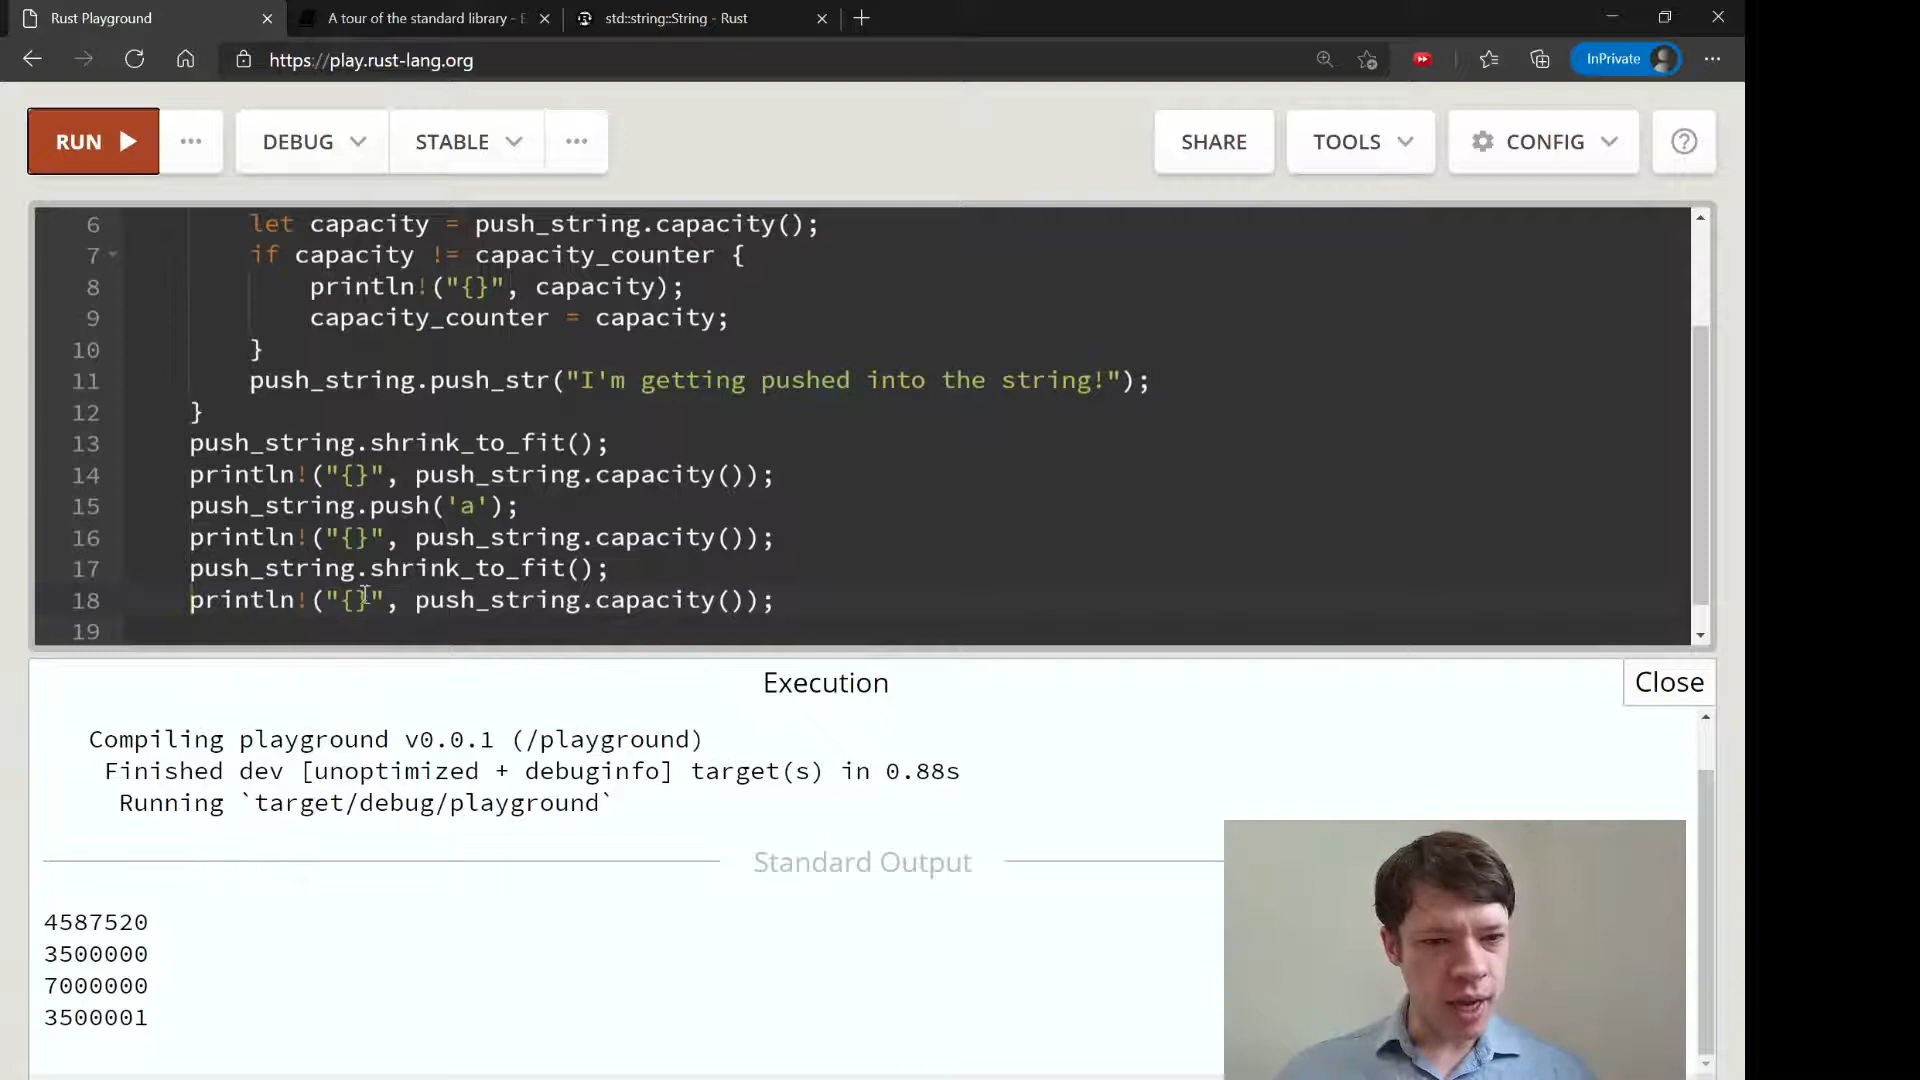 Rust Playground
A tour of the standard library - E
std::string::String - Rust
https://play.rust-lang.org
InPrivate
RUN
DEBUG
STABLE
SHARE
TOOLS
CONFIG
6 let capacity = push_string.capacity();
7 if capacity != capacity_counter {
8 println!("{}", capacity);
9 capacity_counter = capacity;
10 }
11 push_string.push_str("I'm getting pushed into the string!");
12 }
13 push_string.shrink_to_fit();
14 println!("{}", push_string.capacity());
15 push_string.push('a');
16 println!("{}", push_string.capacity());
17 push_string.shrink_to_fit();
18 println!("{}", push_string.capacity());
19
Execution
Close
Compiling playground v0.0.1 (/playground)
Finished dev [unoptimized + debuginfo] target(s) in 0.88s
Running `target/debug/playground`
Standard Output
4587520
3500000
7000000
3500001